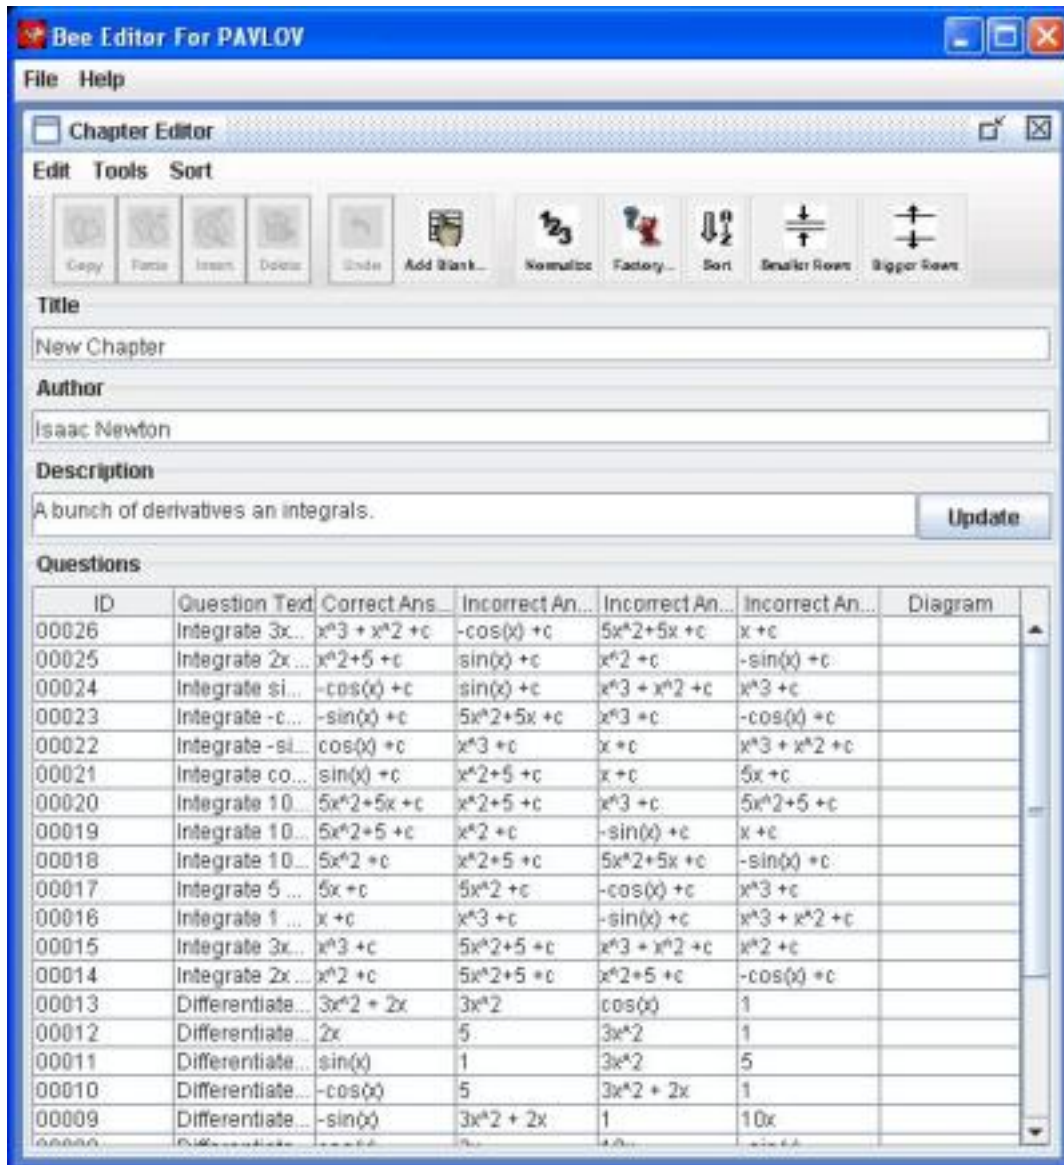 Bee Editor For PAVLOV
File Help
Chapter Editor
Edit Tools Sort
Copy Paste Insert Delete Undo Add Blank... Normalize Factory... Sort Smaller Rows Bigger Rows
Title
New Chapter
Author
Isaac Newton
Description
A bunch of derivatives an integrals.
Update
Questions
ID Question Text Correct Ans... Incorrect An... Incorrect An... Incorrect An... Diagram
00026 Integrate 3x... x^3 + x^2 +c -cos(x) +c 5x^2+5x +c x +c
00025 Integrate 2x ... x^2+5 +c sin(x) +c x^2 +c -sin(x) +c
00024 Integrate si... -cos(x) +c sin(x) +c x^3 + x^2 +c x^3 +c
00023 Integrate -c... -sin(x) +c 5x^2+5x +c x^3 +c -cos(x) +c
00022 Integrate -si... cos(x) +c x^3 +c x +c x^3 + x^2 +c
00021 Integrate co... sin(x) +c x^2+5 +c x +c 5x +c
00020 Integrate 10... 5x^2+5x +c x^2+5 +c x^3 +c 5x^2+5 +c
00019 Integrate 10... 5x^2+5 +c x^2 +c -sin(x) +c x +c
00018 Integrate 10... 5x^2 +c x^2+5 +c 5x^2+5x +c -sin(x) +c
00017 Integrate 5 ... 5x +c 5x^2 +c -cos(x) +c x^3 +c
00016 Integrate 1 ... x +c x^3 +c -sin(x) +c x^3 + x^2 +c
00015 Integrate 3x... x^3 +c 5x^2+5 +c x^3 + x^2 +c x^2 +c
00014 Integrate 2x ... x^2 +c 5x^2+5 +c x^2+5 +c -cos(x) +c
00013 Differentiate... 3x^2 + 2x 3x^2 cos(x) 1
00012 Differentiate... 2x 5 3x^2 1
00011 Differentiate... sin(x) 1 3x^2 5
00010 Differentiate... -cos(x) 5 3x^2 + 2x 1
00009 Differentiate... -sin(x) 3x^2 + 2x 1 10x